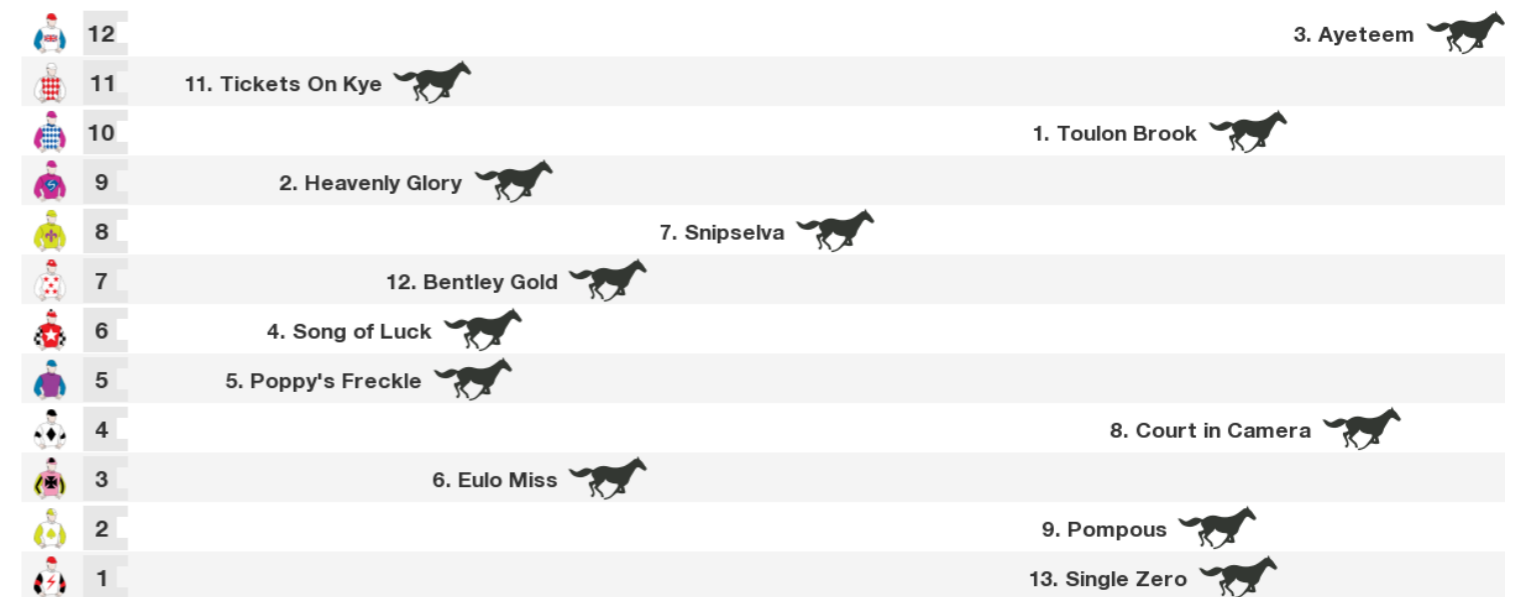 12 3. Ayeteem
11 11. Tickets On Kye
10 1. Toulon Brook
9 2. Heavenly Glory
8 7. Snipselva
7 12. Bentley Gold
6 4. Song of Luck
5 5. Poppy's Freckle
4 8. Court in Camera
3 6. Eulo Miss
2 9. Pompous
1 13. Single Zero